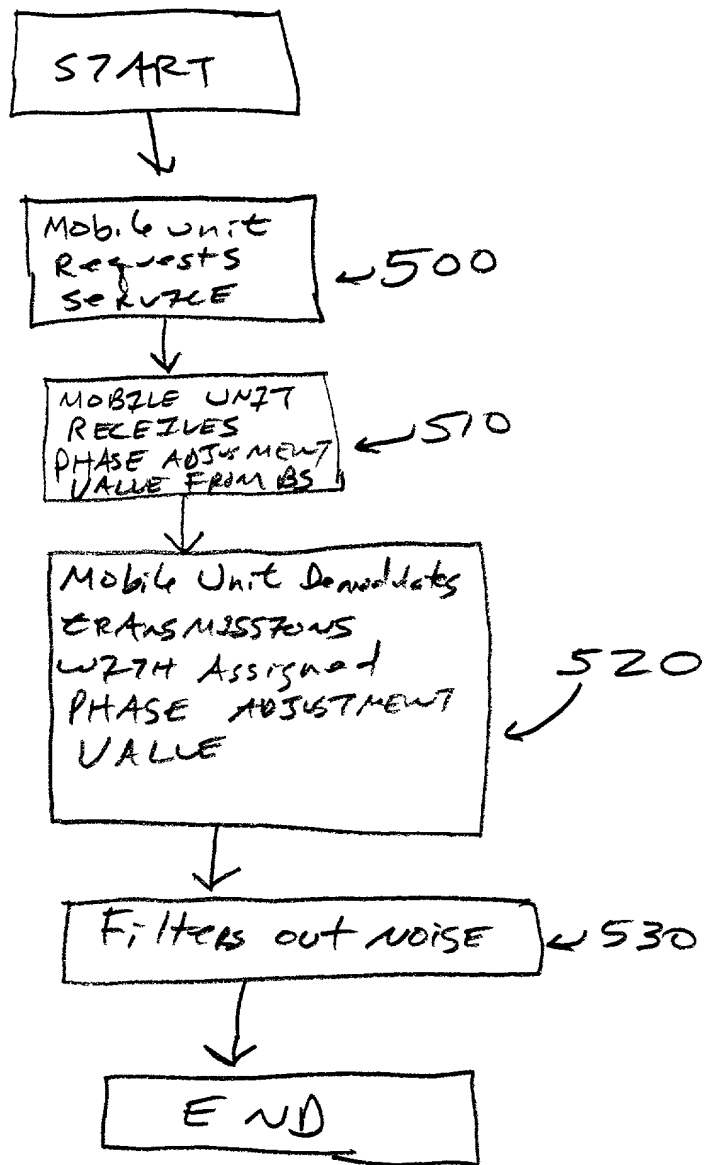 START
Mobile unit
Requests
SERVICE
500
MOBILE UNIT
RECEIVES
PHASE ADJUSMENT
VALUE FROM BS
510
Mobile Unit Demodulates
TRANSMISSIONS
WITH Assigned
PHASE ADJUSTMENT
VALUE
520
Filters out NOISE
530
END